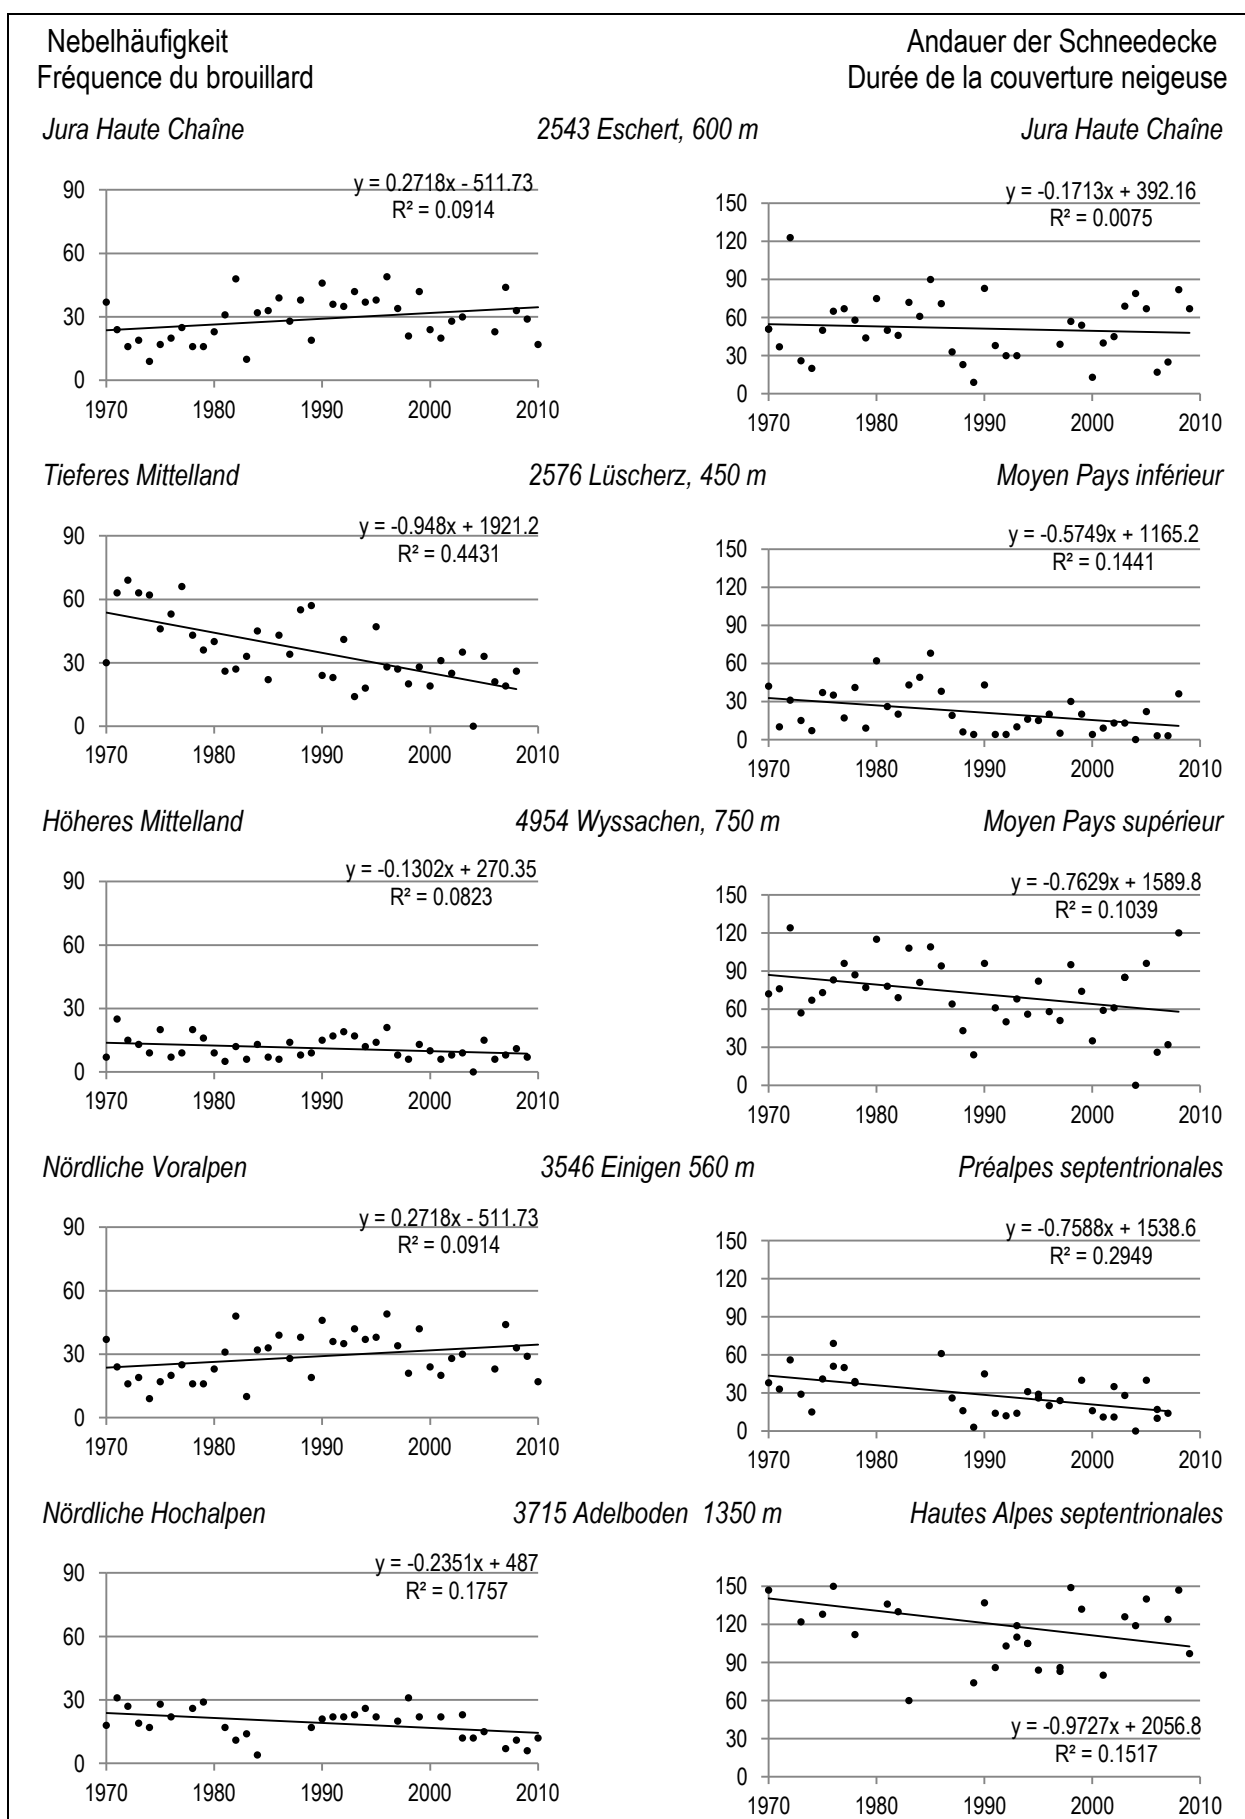 Nebelhäufigkeit Andauer der Schneedecke
Fréquence du brouillard Durée de la couverture neigeuse
Jura Haute Chaîne 2543 Eschert, 600 m Jura Haute Chaîne
y = 0.2718x - 511.73
R² = 0.0914
90
60
30
0
1970 1980 1990 2000 2010
y = -0.1713x + 392.16
R² = 0.0075
150
120
90
60
30
0
1970 1980 1990 2000 2010
Tieferes Mittelland 2576 Lüscherz, 450 m Moyen Pays inférieur
y = -0.948x + 1921.2
R² = 0.4431
90
60
30
0
1970 1980 1990 2000 2010
y = -0.5749x + 1165.2
R² = 0.1441
150
120
90
60
30
0
1970 1980 1990 2000 2010
Höheres Mittelland 4954 Wyssachen, 750 m Moyen Pays supérieur
y = -0.1302x + 270.35
R² = 0.0823
90
60
30
0
1970 1980 1990 2000 2010
y = -0.7629x + 1589.8
R² = 0.1039
150
120
90
60
30
0
1970 1980 1990 2000 2010
Nördliche Voralpen 3546 Einigen 560 m Préalpes septentrionales
y = 0.2718x - 511.73
R² = 0.0914
90
60
30
0
1970 1980 1990 2000 2010
y = -0.7588x + 1538.6
R² = 0.2949
150
120
90
60
30
0
1970 1980 1990 2000 2010
Nördliche Hochalpen 3715 Adelboden 1350 m Hautes Alpes septentrionales
y = -0.2351x + 487
R² = 0.1757
90
60
30
0
1970 1980 1990 2000 2010
150
120
90
60
30
0
y = -0.9727x + 2056.8
R² = 0.1517
1970 1980 1990 2000 2010